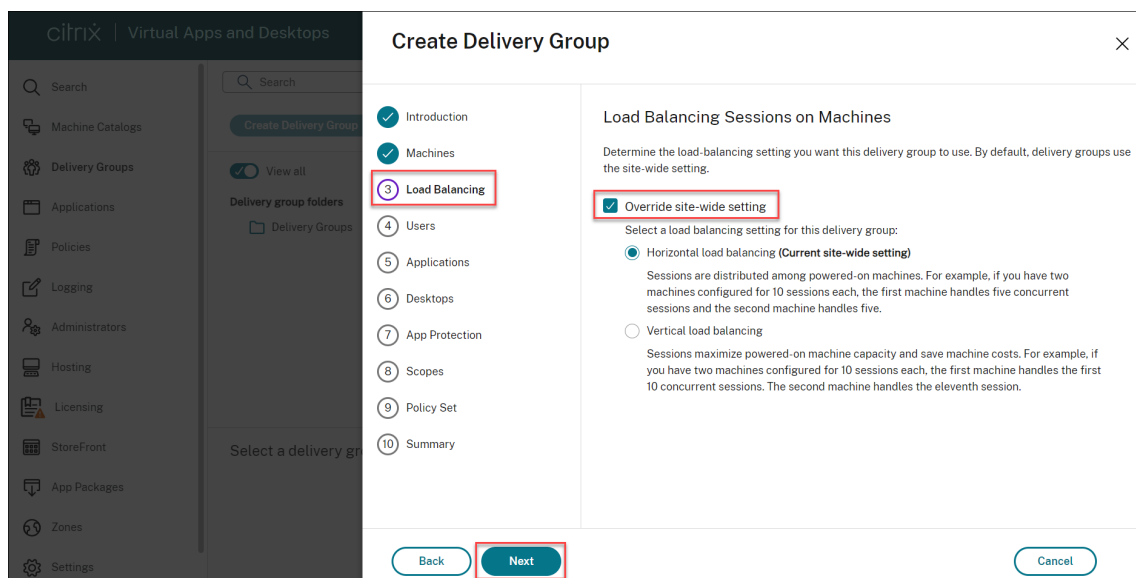 citrix | Virtual Apps and Desktops
Search
Machine Catalogs
Delivery Groups
Applications
Policies
Logging
Administrators
Hosting
Licensing
StoreFront
App Packages
Zones
Settings
Search
Create Delivery Group
View all
Delivery group folders
Delivery Groups
Select a delivery gr
Create Delivery Group
Introduction
Machines
3 Load Balancing
4 Users
5 Applications
6 Desktops
7 App Protection
8 Scopes
9 Policy Set
10 Summary
Load Balancing Sessions on Machines
Determine the load-balancing setting you want this delivery group to use. By default, delivery groups use
the site-wide setting.
Override site-wide setting
Select a load balancing setting for this delivery group:
Horizontal load balancing (Current site-wide setting)
Sessions are distributed among powered-on machines. For example, if you have two
machines configured for 10 sessions each, the first machine handles five concurrent
sessions and the second machine handles five.
Vertical load balancing
Sessions maximize powered-on machine capacity and save machine costs. For example, if
you have two machines configured for 10 sessions each, the first machine handles the first
10 concurrent sessions. The second machine handles the eleventh session.
Back
Next
Cancel